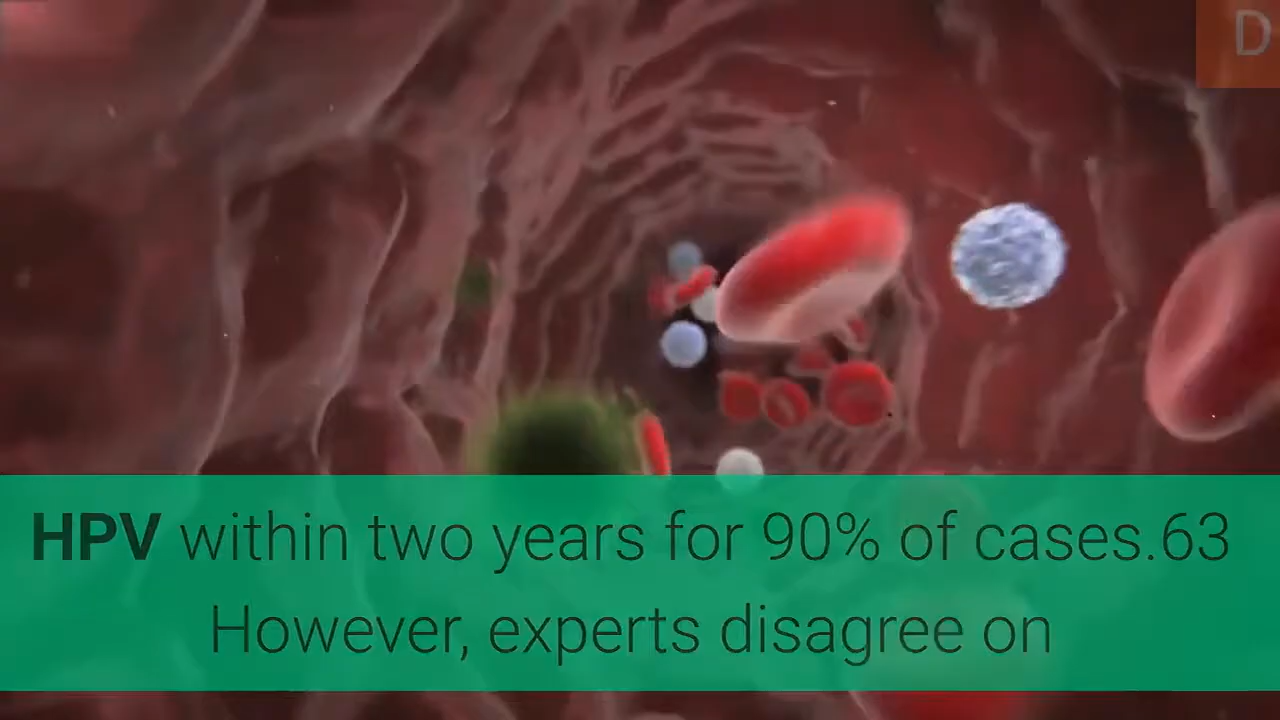 D
HPV within two years for 90% of cases.63
However, experts disagree on